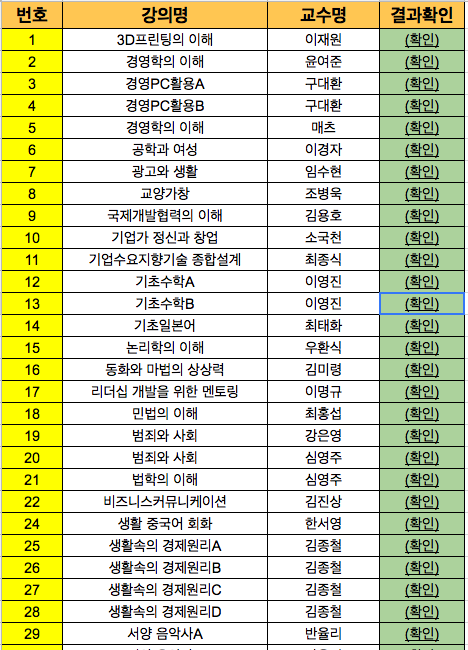 번호 강의명 교수명 결과확인
1 3D프린팅의 이해 이재원 (확인)
2 경영학의 이해 윤여준 (확인)
3 경영PC활용A 구대환 (확인)
4 경영PC활용B 구대환 (확인)
5 경영학의 이해 매츠 (확인)
6 공학과 여성 이경자 (확인)
7 광고와 생활 임수현 (확인)
8 교양가창 조병욱 (확인)
9 국제개발협력의 이해 김용호 (확인)
10 기업가 정신과 창업 소국천 (확인)
11 기업수요지향기술 종합설계 최종식 (확인)
12 기초수학A 이영진 (확인)
13 기초수학B 이영진 (확인)
14 기초일본어 최태화 (확인)
15 논리학의 이해 우환식 (확인)
16 동화와 마법의 상상력 김미령 (확인)
17 리더십 개발을 위한 멘토링 이명규 (확인)
18 민법의 이해 최홍섭 (확인)
19 범죄와 사회 강은영 (확인)
20 범죄와 사회 심영주 (확인)
21 법학의 이해 심영주 (확인)
22 비즈니스커뮤니케이션 김진상 (확인)
24 생활 중국어 회화 한서영 (확인)
25 생활속의 경제원리A 김종철 (확인)
26 생활속의 경제원리B 김종철 (확인)
27 생활속의 경제원리C 김종철 (확인)
28 생활속의 경제원리D 김종철 (확인)
29 서양 음악사A 반율리 (확인)